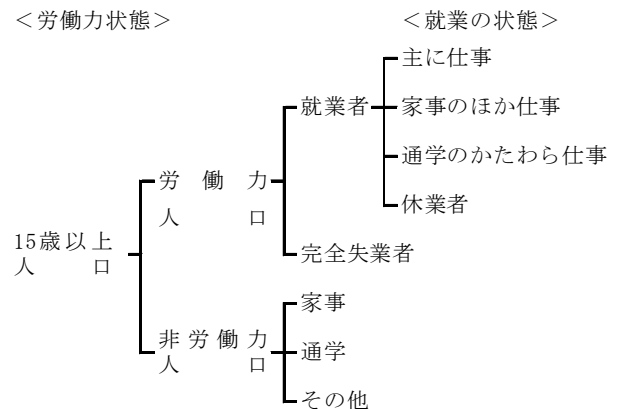 ＜労働力状態＞
＜就業の状態＞
主に仕事
就業者
家事のほか仕事
通学のかたわら仕事
労働力
人口
休業者
15歳以上
人口
完全失業者
家事
非労働力
人口
通学
その他